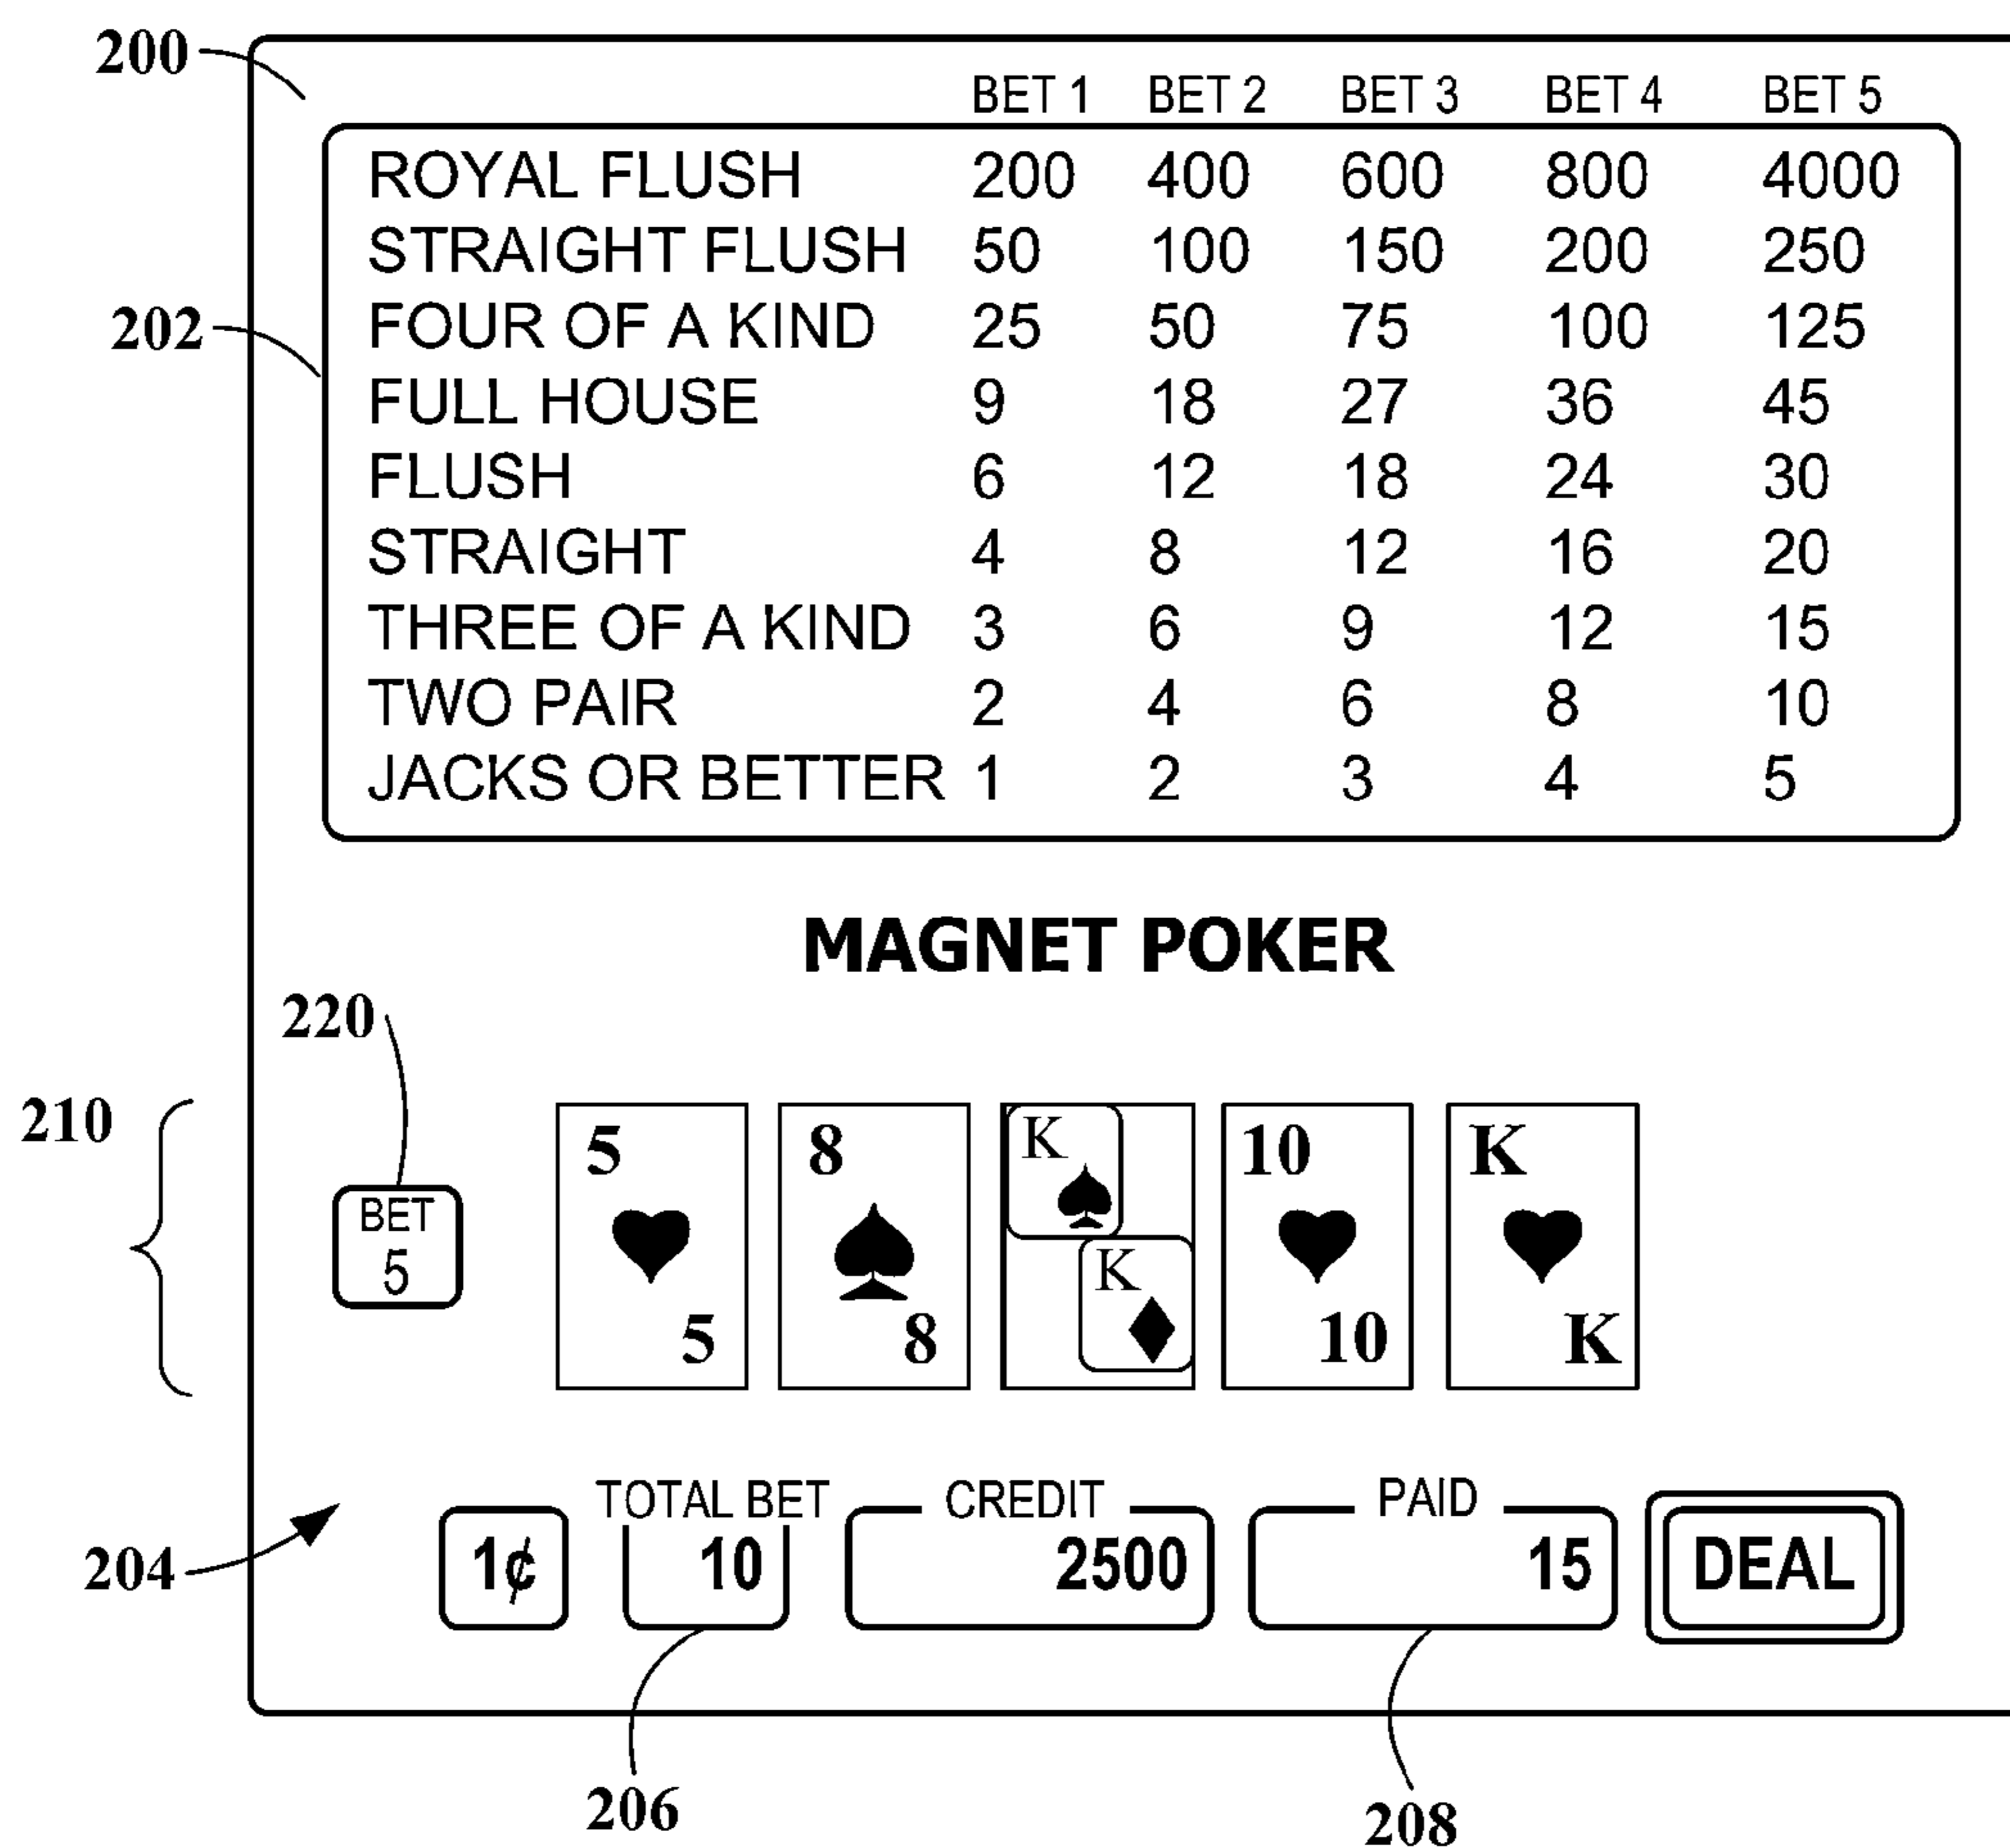 200
BET 1 BET 2 BET 3 BET 4 BET 5
ROYAL FLUSH 200 400 600 800 4000
STRAIGHT FLUSH 50 100 150 200 250
202
FOUR OF A KIND 25 50 75 100 125
FULL HOUSE 9 18 27 36 45
FLUSH 6 12 18 24 30
STRAIGHT 4 8 12 16 20
THREE OF A KIND 3 6 9 12 15
TWO PAIR 2 4 6 8 10
JACKS OR BETTER 1 2 3 4 5
MAGNET POKER
220
210
5 8 K 10 K
BET
5
K
5 8 10 K
TOTAL BET CREDIT PAID
204
1¢ 10 2500 15 DEAL
206 208